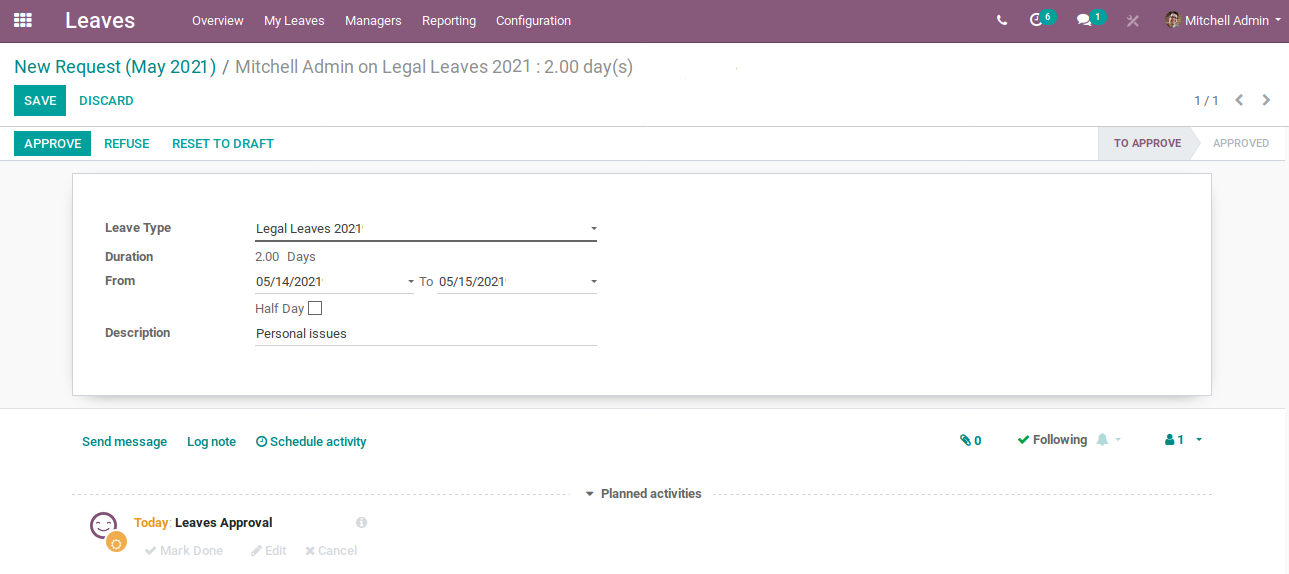 Leaves Overview My Leaves Managers Reporting Configuration 6 1 Mitchell Admin
New Request (May 2021) / Mitchell Admin on Legal Leaves 2021 : 2.00 day(s)
SAVE DISCARD 1 / 1
APPROVE REFUSE RESET TO DRAFT TO APPROVE APPROVED
Leave Type Legal Leaves 2021
Duration 2.00 Days
From 05/14/2021 To 05/15/2021
Half Day
Description Personal issues
Send message Log note Schedule activity 0 Following 1
Planned activities
Today: Leaves Approval
Mark Done Edit Cancel